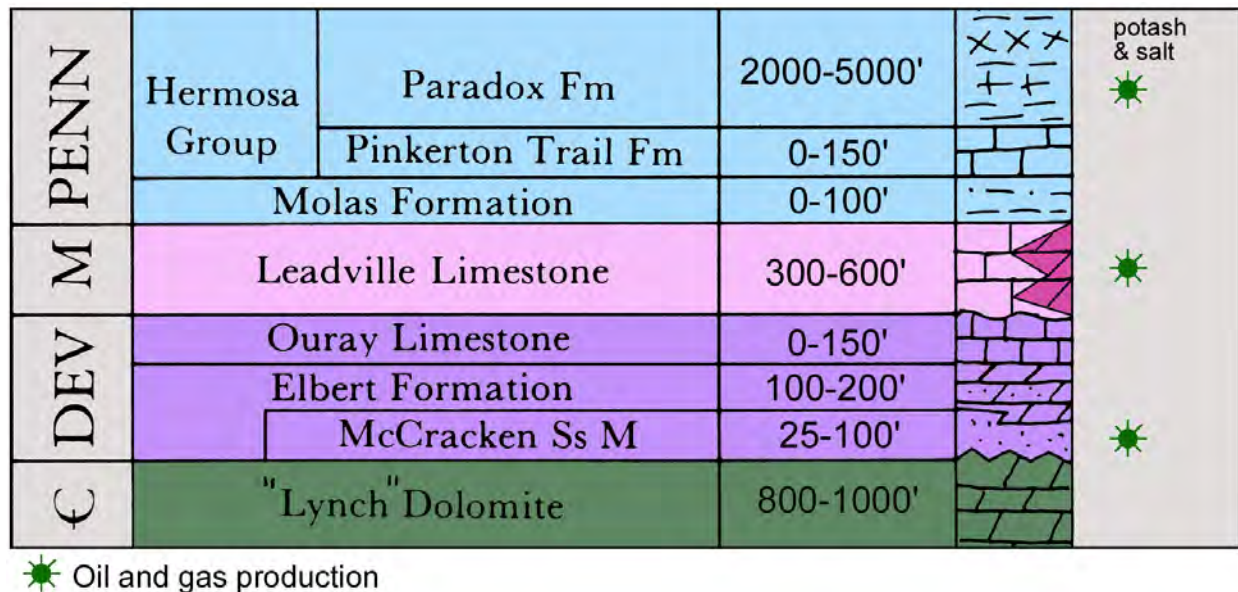 PENN
Hermosa
Group
Paradox Fm
2000-5000'
potash
& salt
Pinkerton Trail Fm
0-150'
Molas Formation
0-100'
M
Leadville Limestone
300-600'
DEV
Ouray Limestone
0-150'
Elbert Formation
100-200'
McCracken Ss M
25-100'
Ꞓ
"Lynch" Dolomite
800-1000'
Oil and gas production